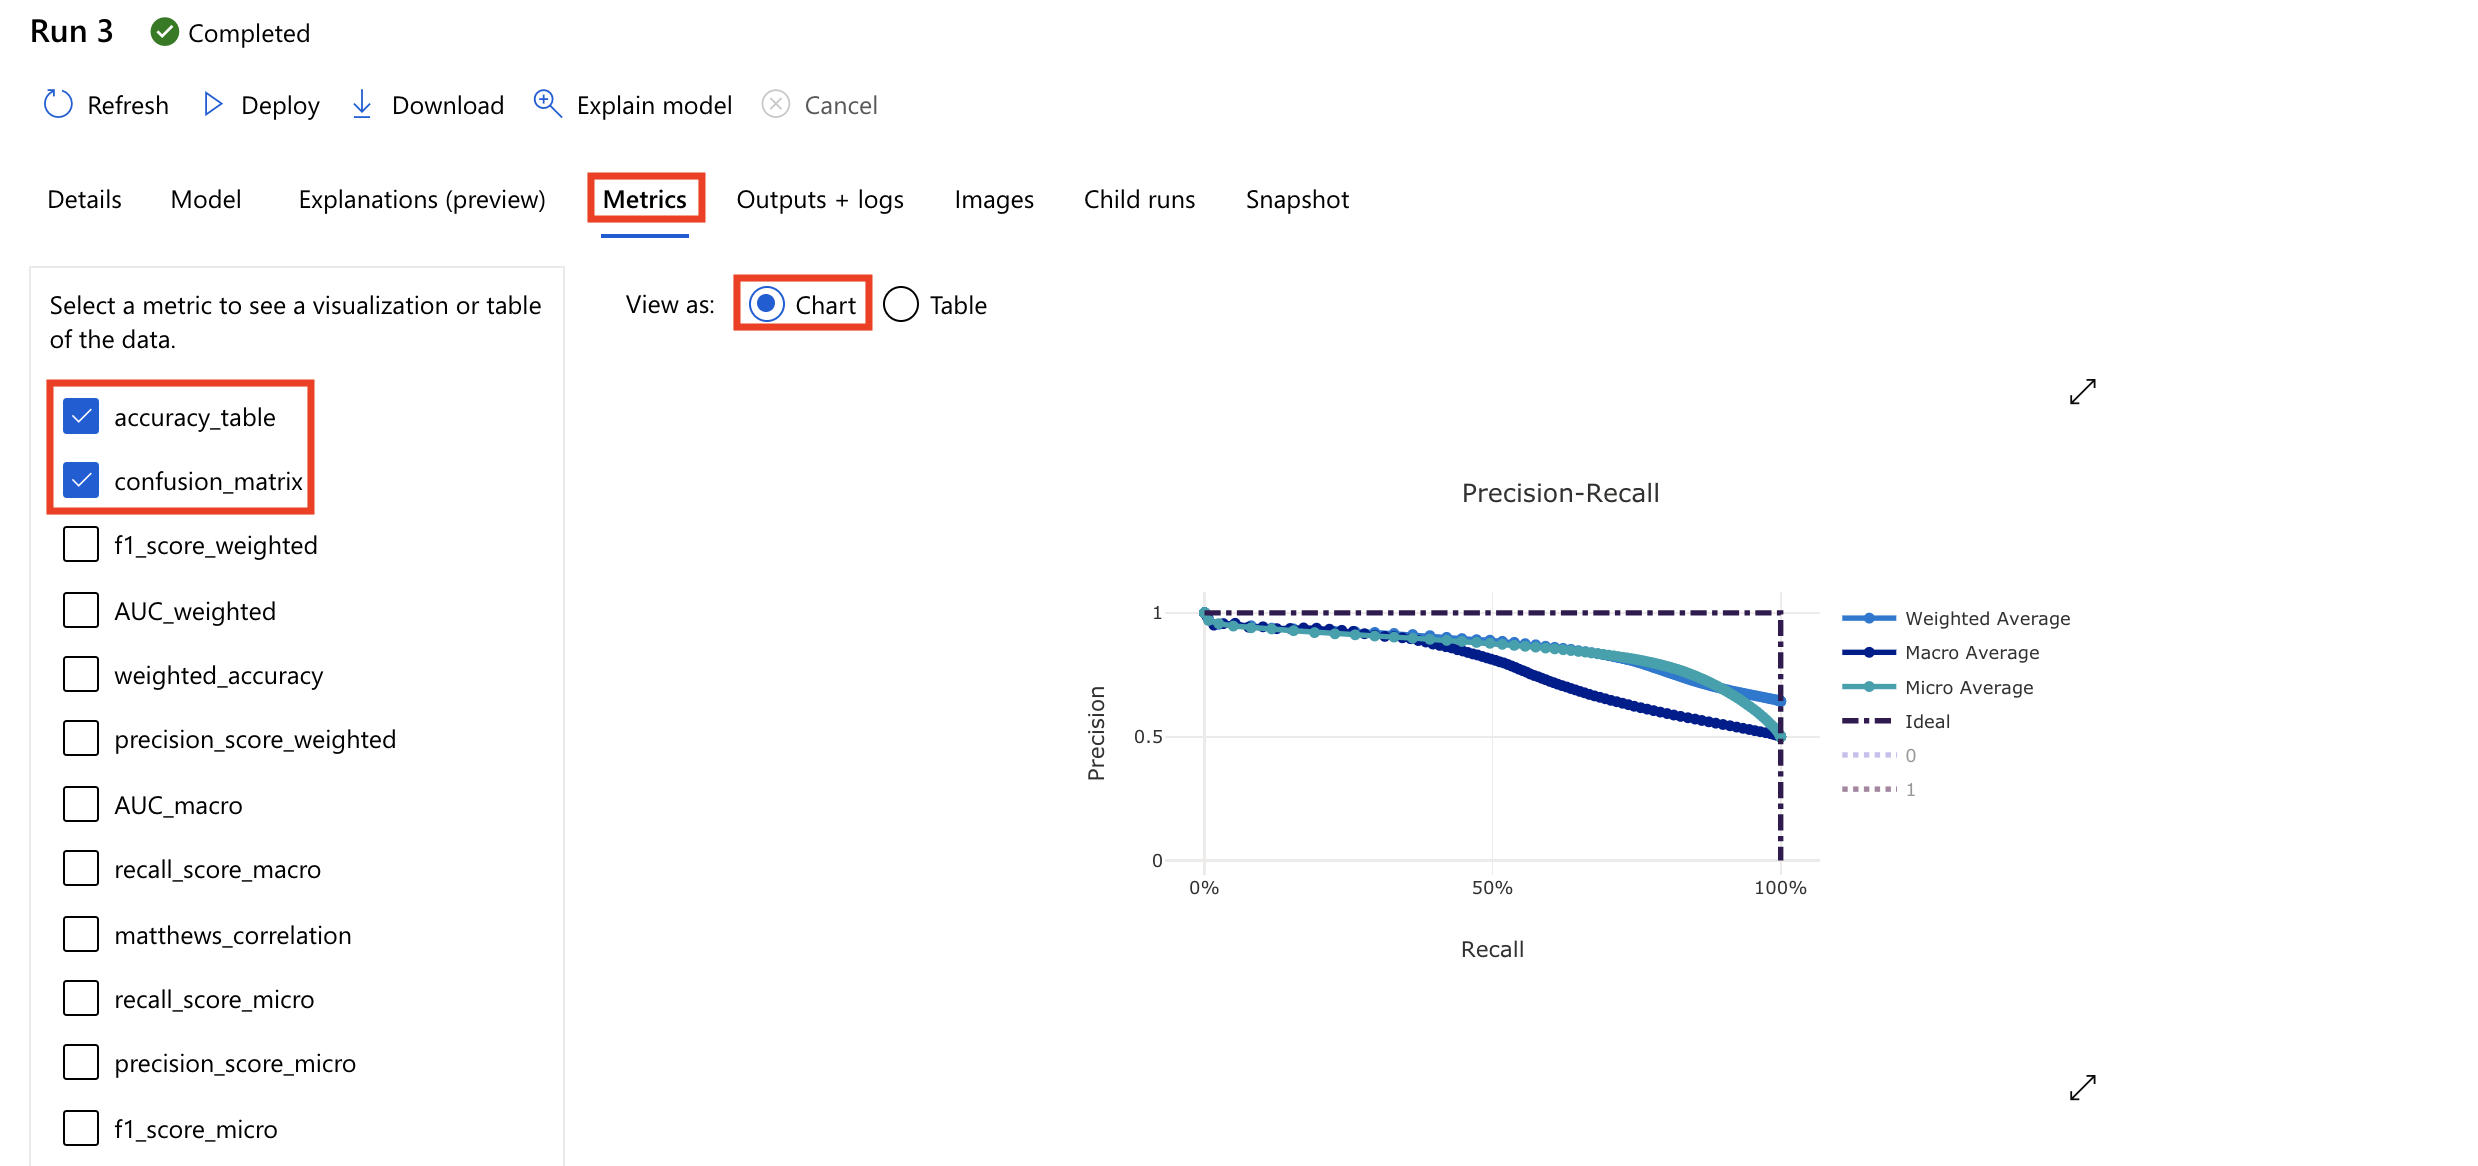 Run 3 Completed
Refresh Deploy Download Explain model Cancel
Details Model Explanations (preview) Metrics Outputs + logs Images Child runs Snapshot
Select a metric to see a visualization or table
of the data.
accuracy_table
confusion_matrix
f1_score_weighted
AUC_weighted
weighted_accuracy
precision_score_weighted
AUC_macro
recall_score_macro
matthews_correlation
recall_score_micro
precision_score_micro
f1_score_micro
View as: Chart Table
Precision-Recall
Precision
1
0.5
0
0% 50% 100%
Recall
Weighted Average
Macro Average
Micro Average
Ideal
0
1